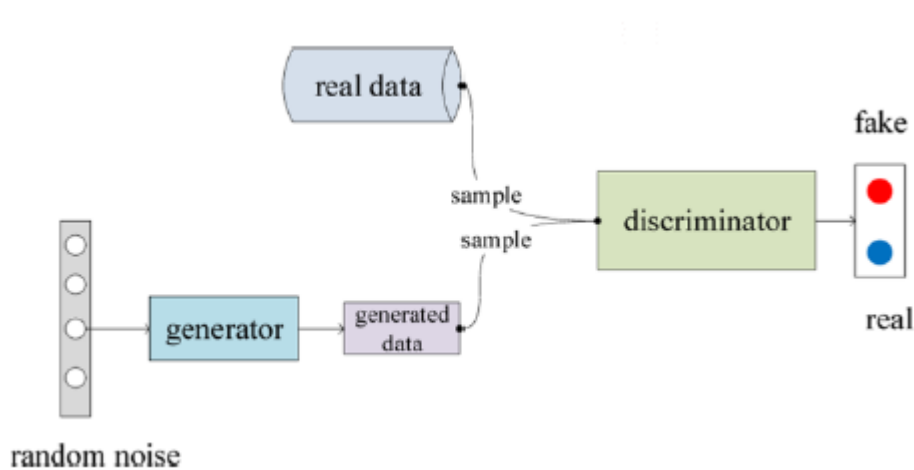 real data
fake
sample
discriminator
sample
generator
generated
data
real
random noise